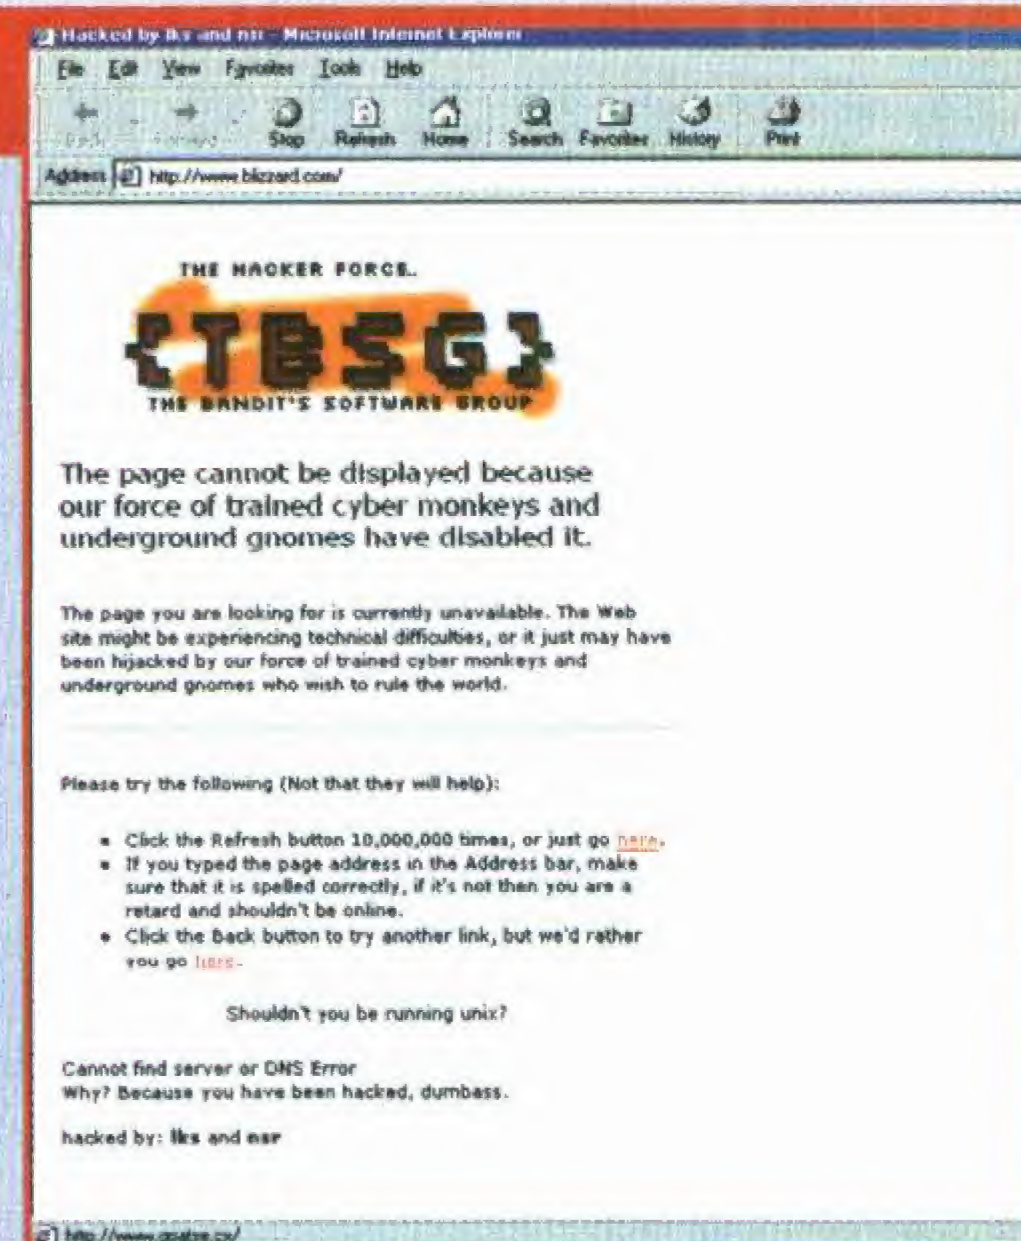 Hacked by lks and nsr - Microsoft Internet Explorer
File Edit View Favorites Tools Help
Stop Refresh Home Search Favorites History Print
Address http://www.blizzard.com/
THE HACKER FORCE..
{TBSG}
THE BANDIT'S SOFTWARE GROUP
The page cannot be displayed because
our force of trained cyber monkeys and
underground gnomes have disabled it.
The page you are looking for is currently unavailable. The Web
site might be experiencing technical difficulties, or it just may have
been hijacked by our force of trained cyber monkeys and
underground gnomes who wish to rule the world.
Please try the following (Not that they will help):
• Click the Refresh button 10,000,000 times, or just go here.
• If you typed the page address in the Address bar, make
sure that it is spelled correctly, if it's not then you are a
retard and shouldn't be online.
• Click the Back button to try another link, but we'd rather
you go here.
Shouldn't you be running unix?
Cannot find server or DNS Error
Why? Because you have been hacked, dumbass.
hacked by: lks and nsr